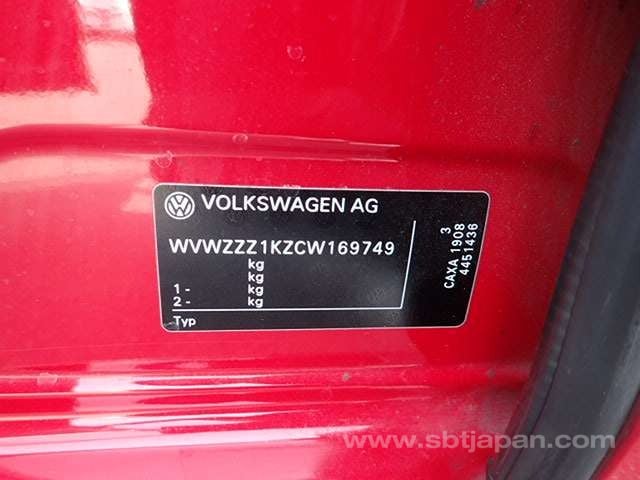 VOLKSWAGEN AG
WVWZZZ1KZCW169749
kg
kg
1 - kg
2 - kg
Typ
3
CAXA 1908
4451436
www.sbtjapan.com